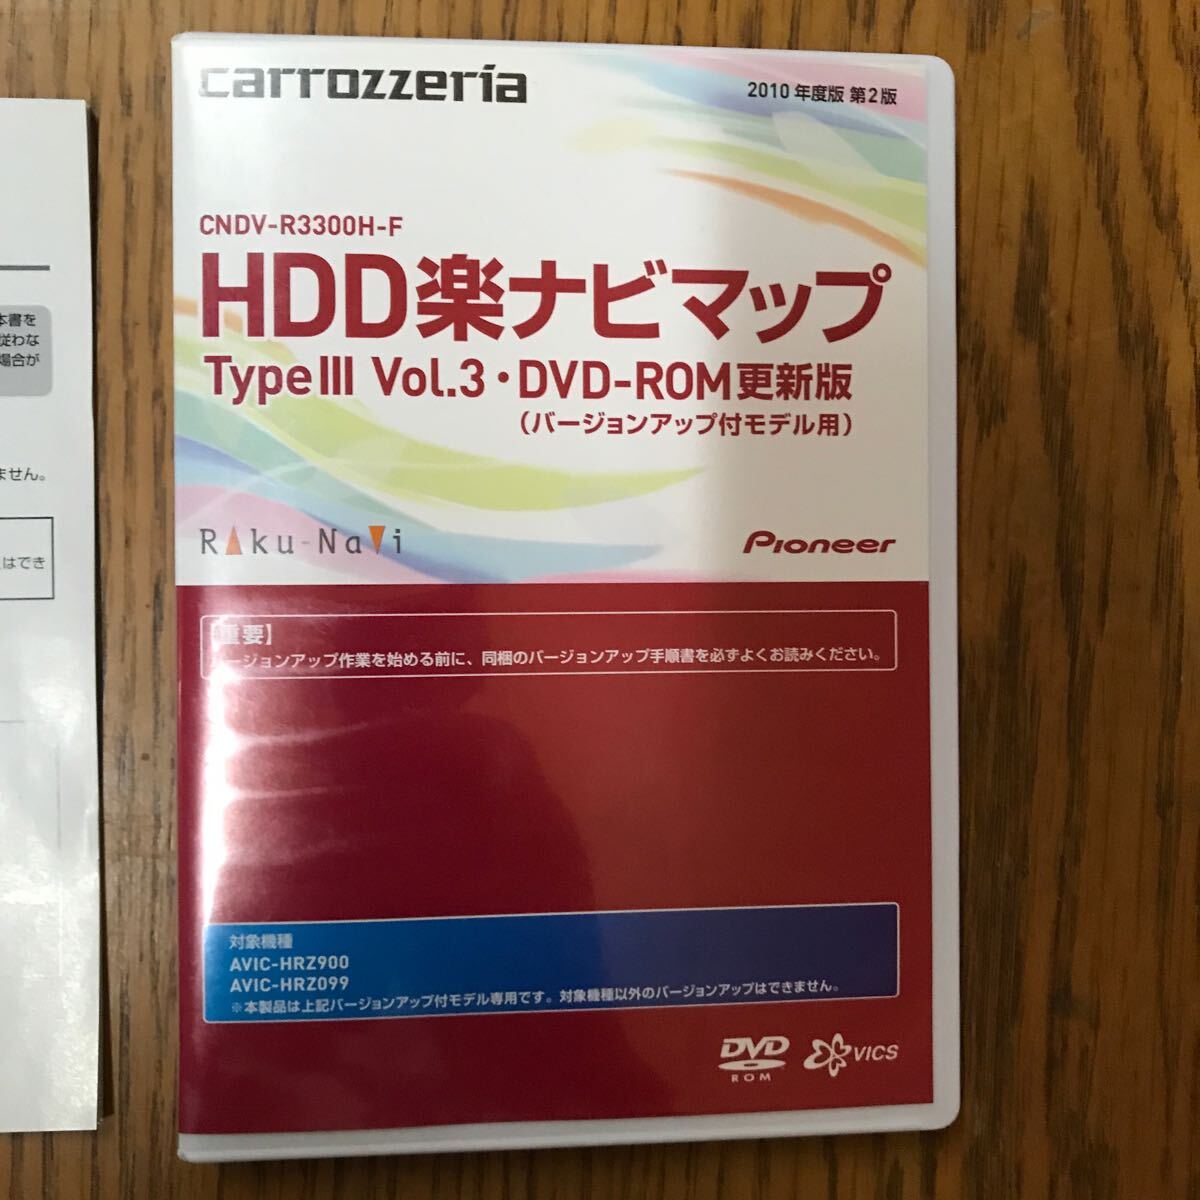 carrozzeria
2010年度版 第2版
CNDV-R3300H-F
HDD楽ナビマップ
TypeIII Vol.3・DVD-ROM更新版
(バージョンアップ付モデル用)
Raku-Navi
Pioneer
重要】
ージョンアップ作業を始める前に、同梱のバージョンアップ手順書を必ずよくお読みください。
対象機種
AVIC-HRZ900
AVIC-HRZ099
※本製品は上記バージョンアップ付モデル専用です。対象機種以外のバージョンアップはできません。
DVD
ROM
VICS
本書を
従わな
場合が
ません。
はでき